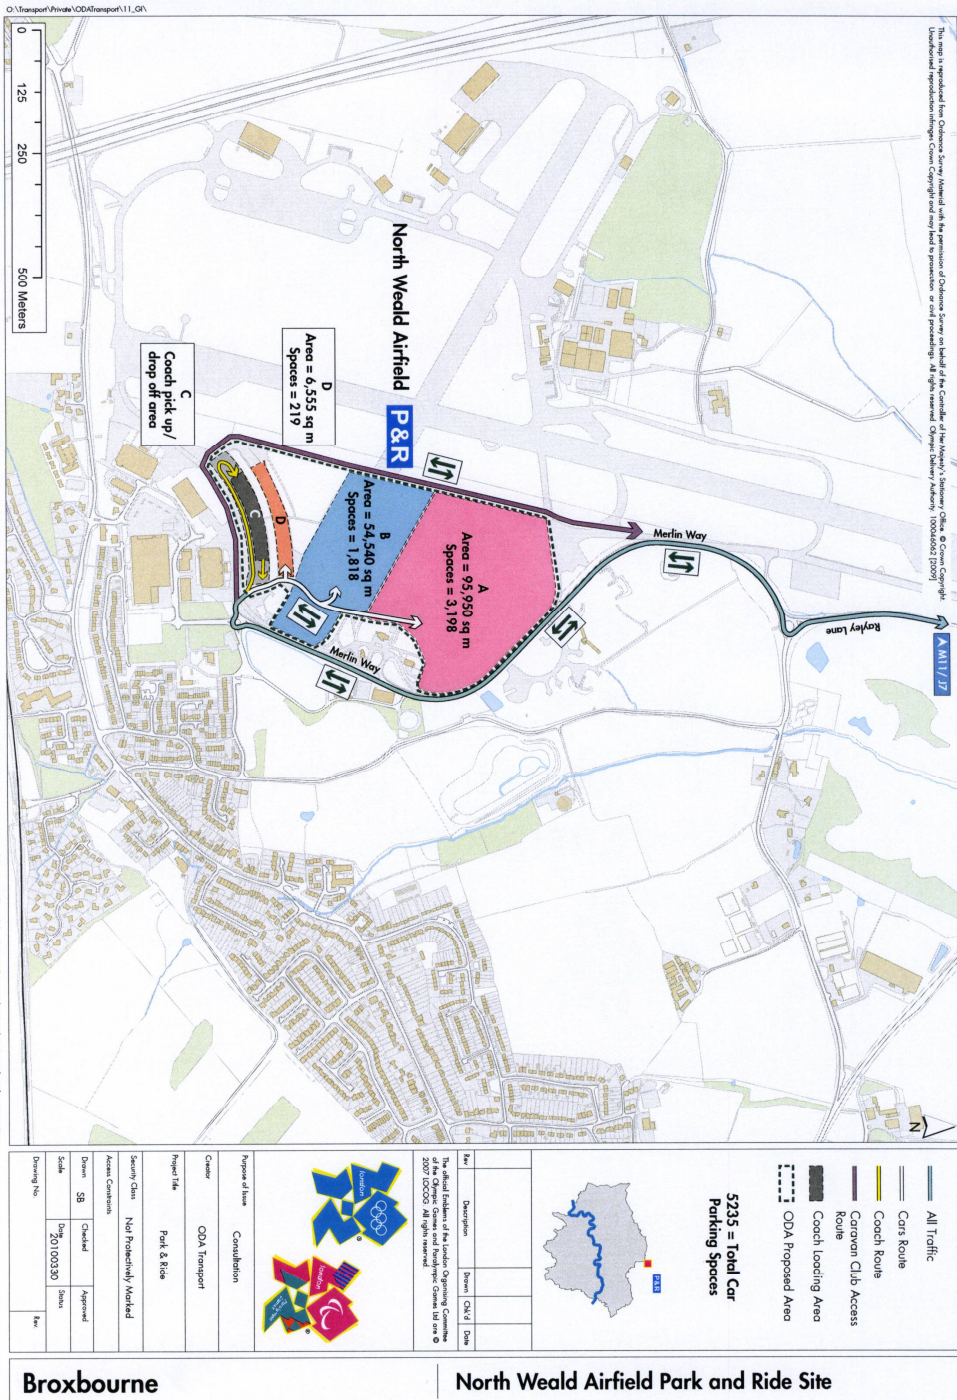 O:\Transport\Private\ODATransport\11_GI\
This map is reproduced from Ordnance Survey Material with the permission of Ordnance Survey on behalf of the Controller of Her Majesty's Stationery Office. © Crown Copyright.
Unauthorised reproduction infringes Crown Copyright and may lead to prosecution or civil proceedings. All rights reserved. Olympic Delivery Authority 100046062 [2009]
0
125
250
500 Meters
A M11/ J7
Rayley Lane
Merlin Way
North Weald Airfield
P&R
A
Area = 95,950 sq m
Spaces = 3,198
B
Area = 54,540 sq m
Spaces = 1,818
D
Area = 6,555 sq m
Spaces = 219
C
Coach pick up/
drop off area
D
C
Merlin Way
N
All Traffic
Cars Route
Coach Route
Caravan Club Access
Route
Coach Loading Area
ODA Proposed Area
5235 = Total Car
Parking Spaces
P&R
Rev
Description
Drawn
Chk'd
Date
The official Emblems of the London Organising Committee
of the Olympic Games and Paralympic Games Ltd are ©
2007 LOCOG. All rights reserved.
london
london
Purpose of Issue
Consultation
Creator
ODA Transport
Project Title
Park & Ride
Security Class
Not Protectively Marked
Access Constraints
Drawn
SB
Checked
Approved
Scale
Date
20100330
Status
Drawing No.
Rev.
Broxbourne
North Weald Airfield Park and Ride Site